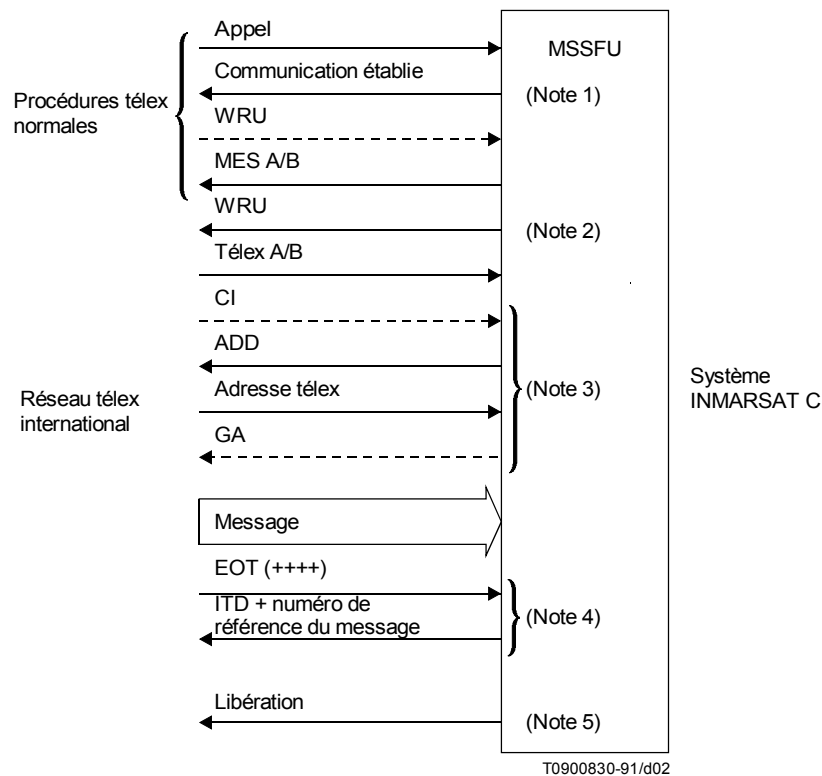 Appel
MSSFU
Communication établie
(Note 1)
Procédures télex
normales
WRU
MES A/B
WRU
(Note 2)
Télex A/B
CI
ADD
Adresse télex
(Note 3)
Réseau télex
international
Système
INMARSAT C
GA
Message
EOT (++++)
ITD + numéro de
référence du message
(Note 4)
Libération
(Note 5)
T0900830-91/d02